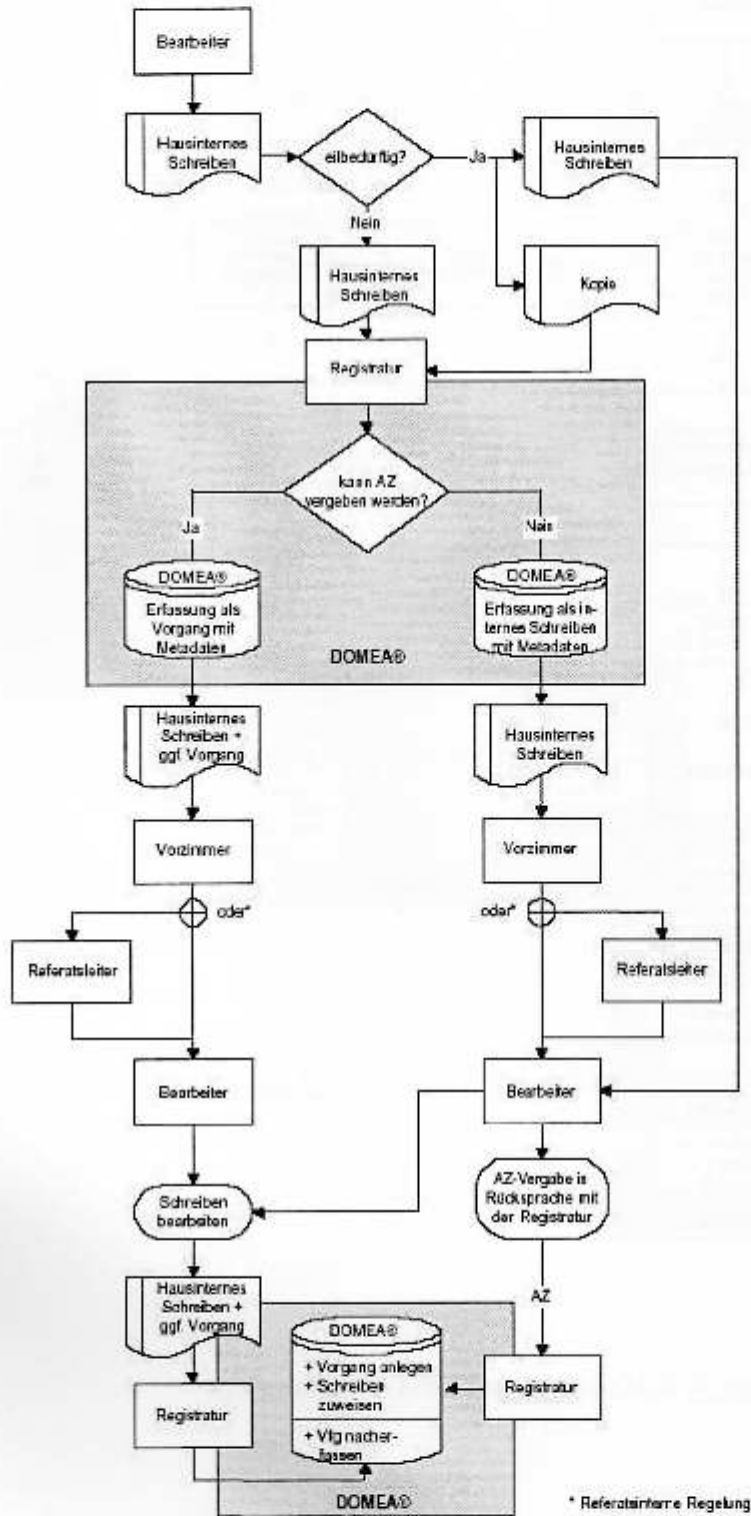 Bearbeiter
Hausinternes
Schreiben
eilbedürftig?
Ja
Hausinternes
Schreiben
Nein
Hausinternes
Schreiben
Kopie
Registratur
kann AZ
vergeben werden?
Ja
Nein
DOMEA®
Erfassung als
Vorgang mit
Metadaten
DOMEA®
Erfassung als in-
ternes Schreiben
mit Metadaten
DOMEA®
Hausinternes
Schreiben +
ggf. Vorgang
Hausinternes
Schreiben
Vorzimmer
Vorzimmer
oder*
oder*
Referatsleiter
Referatsleiter
Bearbeiter
Bearbeiter
Schreiben
bearbeiten
AZ-Vergabe in
Rücksprache mit
der Registratur
Hausinternes
Schreiben +
ggf. Vorgang
AZ
DOMEA®
+ Vorgang anlegen
+ Schreiben
zuweisen
+ Vfg nacher-
fassen
Registratur
Registratur
DOMEA®
* Referatsinterne Regelung